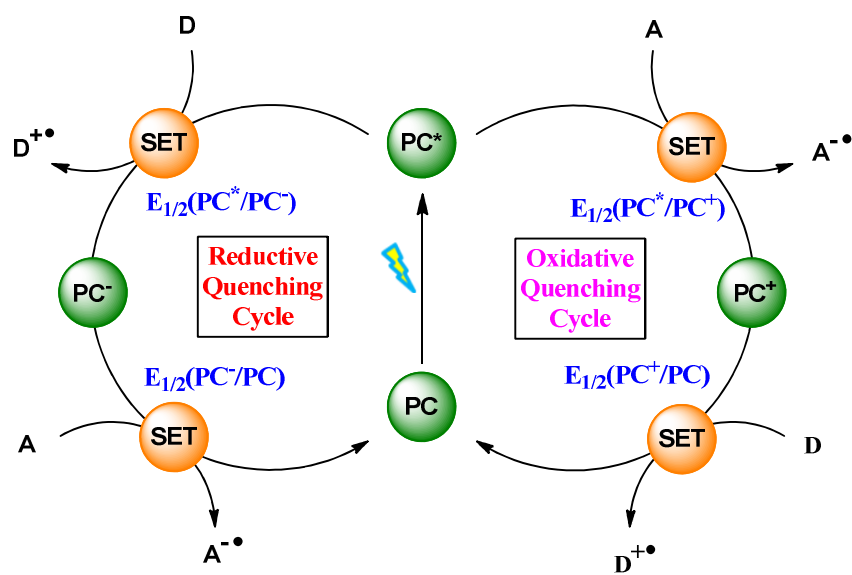 D
A
SET
PC*
SET
D⁺•
A⁻•
E₁/₂(PC*/PC⁻)
E₁/₂(PC*/PC⁺)
Reductive
Quenching
Cycle
Oxidative
Quenching
Cycle
PC⁻
PC⁺
E₁/₂(PC⁻/PC)
E₁/₂(PC⁺/PC)
PC
A
SET
SET
D
A⁻•
D⁺•